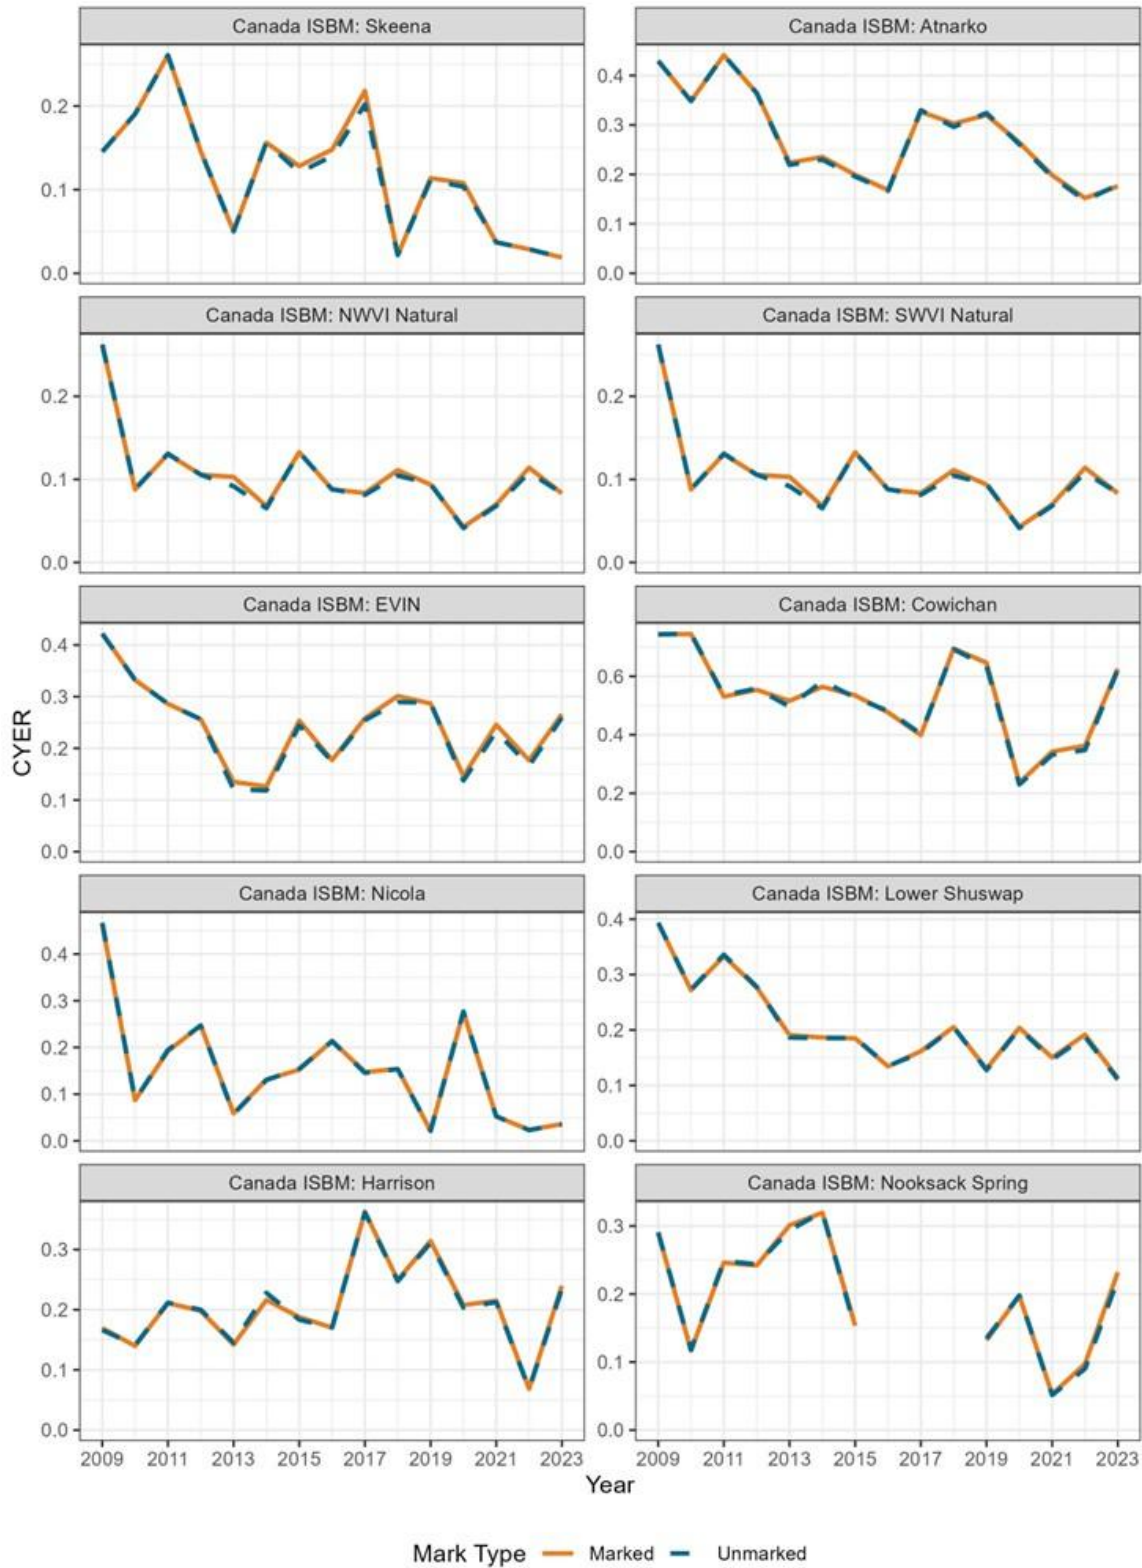 Canada ISBM: Skeena
Canada ISBM: Atnarko
0.2
0.1
0.0
0.4
0.3
0.2
0.1
0.0
Canada ISBM: NWVI Natural
Canada ISBM: SWVI Natural
0.2
0.1
0.0
0.2
0.1
0.0
Canada ISBM: EVIN
Canada ISBM: Cowichan
0.4
0.3
0.2
0.1
0.0
0.6
0.4
0.2
0.0
CYER
Canada ISBM: Nicola
Canada ISBM: Lower Shuswap
0.4
0.3
0.2
0.1
0.0
0.4
0.3
0.2
0.1
0.0
Canada ISBM: Harrison
Canada ISBM: Nooksack Spring
0.3
0.2
0.1
0.0
0.3
0.2
0.1
0.0
2009 2011 2013 2015 2017 2019 2021 2023
2009 2011 2013 2015 2017 2019 2021 2023
Year
Mark Type Marked Unmarked